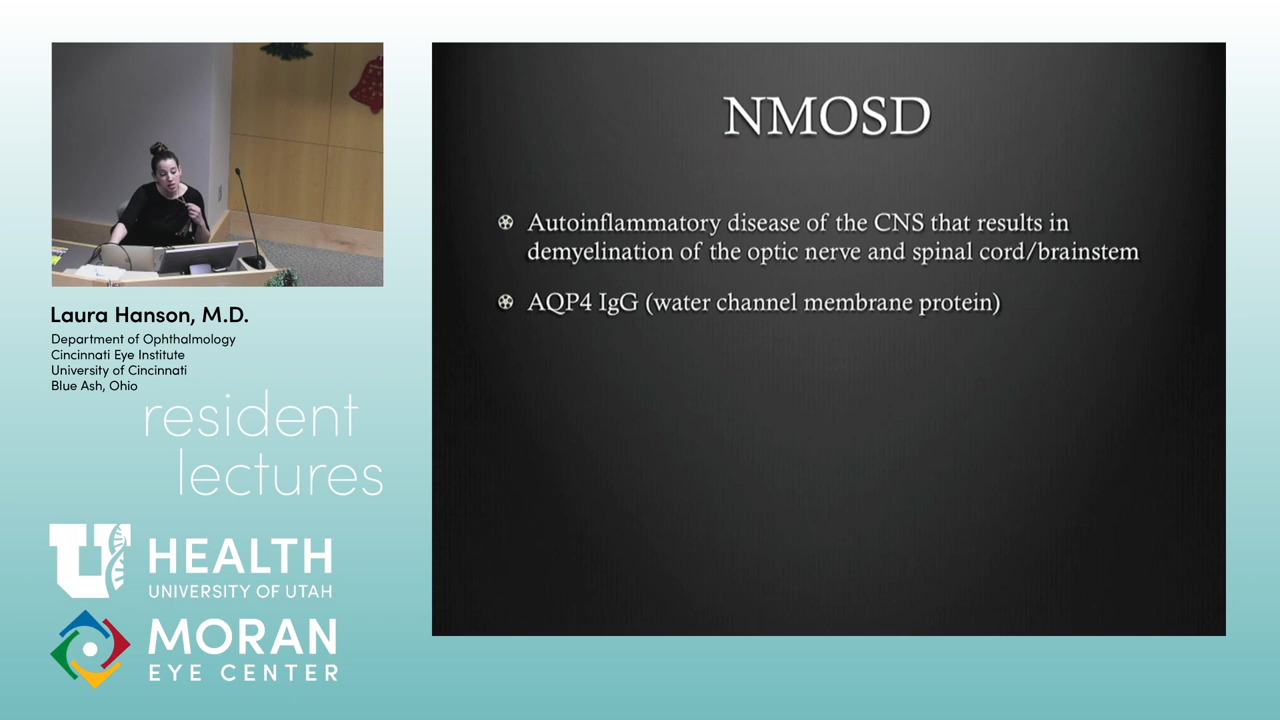 Laura Hanson, M.D.
Department of Ophthalmology
Cincinnati Eye Institute
University of Cincinnati
Blue Ash, Ohio
resident
lectures
U HEALTH
UNIVERSITY OF UTAH
MORAN
EYE CENTER
NMOSD
Autoinflammatory disease of the CNS that results in
demyelination of the optic nerve and spinal cord/brainstem
AQP4 IgG (water channel membrane protein)